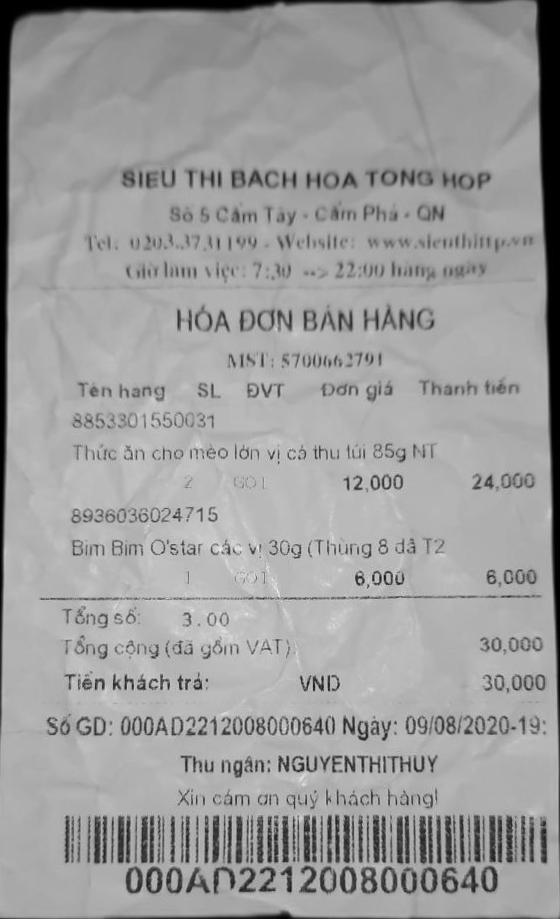 SIEU THI BACH HOA TONG HOP
Số 5 Cẩm Tây - Cẩm Phả - QN
Tel: 0203.3731199 - Website: www.sieuthittp.vn
Giờ làm việc: 7:30 --> 22:00 hàng ngày
HÓA ĐƠN BÁN HÀNG
MST: 5700662791
Tên hàng SL ĐVT Đơn giá Thành tiền
8853301550031
Thức ăn cho mèo lớn vị cá thu túi 85g NT
2 GOI 12,000 24,000
8936036024715
Bim Bim O'star các vị 30g (Thùng 8 dâ T2
1 GOI 6,000 6,000
Tổng số: 3.00
Tổng cộng (đã gồm VAT): 30,000
Tiền khách trả: VND 30,000
Số GD: 000AD2212008000640 Ngày: 09/08/2020-19:
Thu ngân: NGUYENTHITHUY
Xin cám ơn quý khách hàng!
000AD2212008000640